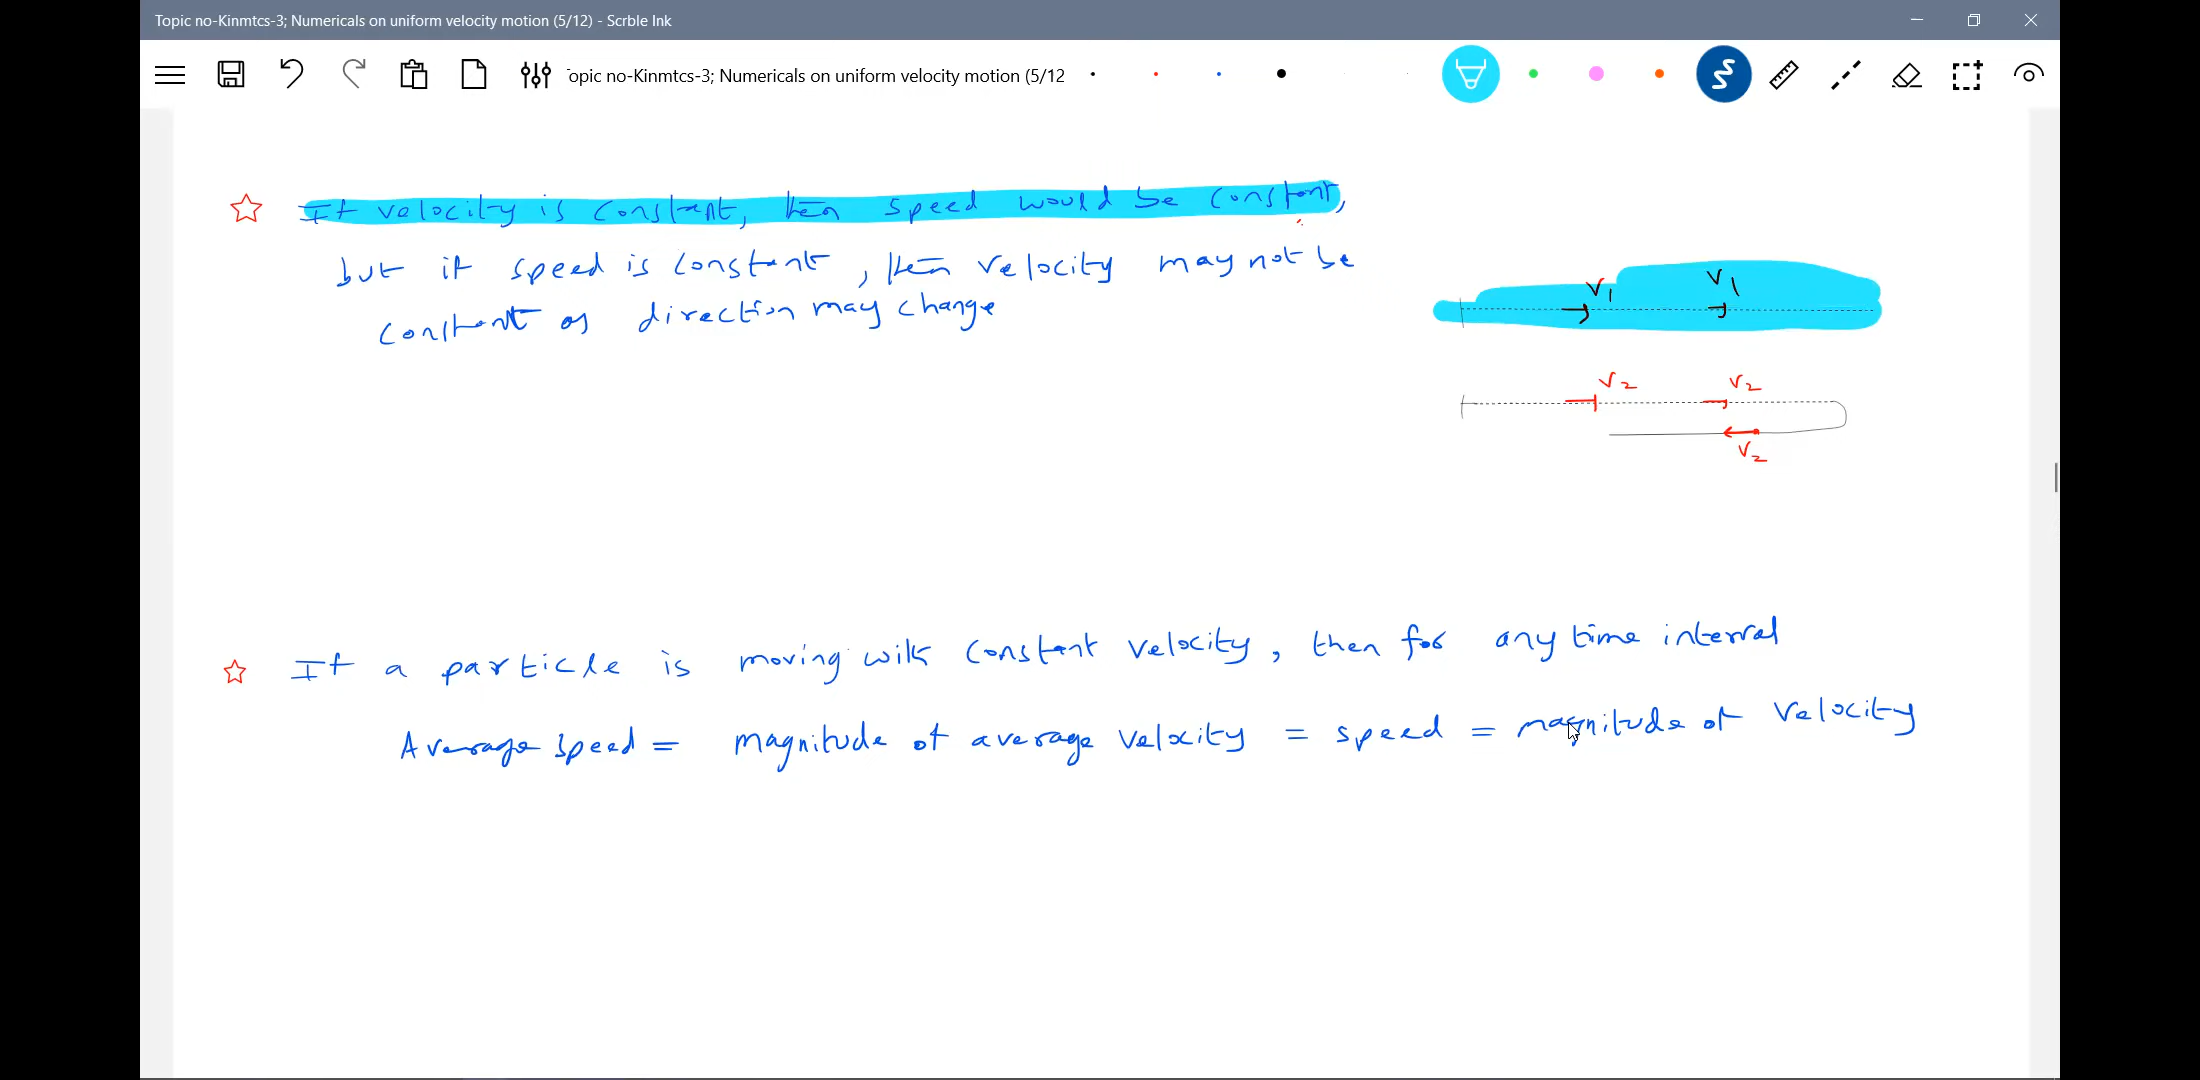 Topic no-Kinmtcs-3; Numericals on uniform velocity motion (5/12) - Scrble Ink
opic no-Kinmtcs-3; Numericals on uniform velocity motion (5/12
If velocity is constant, then speed would be constant,
but if speed is constant, then velocity may not be
constant as direction may change
V1 V1
V2 V2
V2
If a particle is moving with constant velocity, then for any time interval
Average speed = magnitude of average velocity = speed = magnitude of velocity